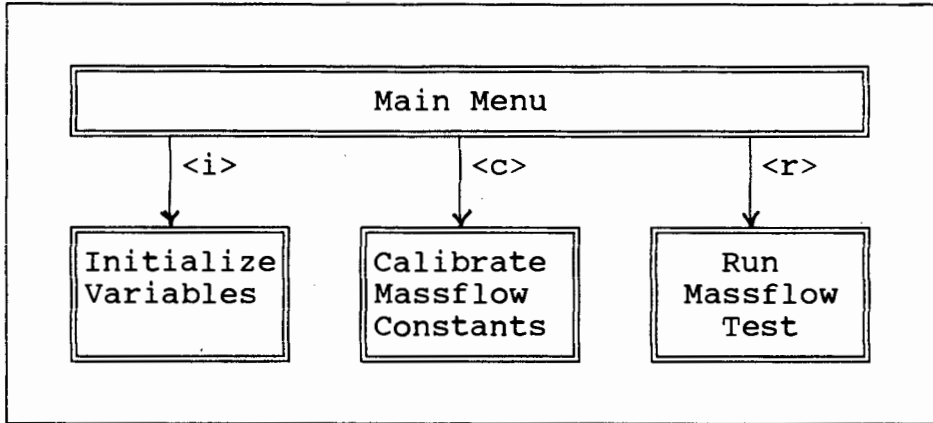 Main Menu
<i>
<c>
<r>
Initialize
Variables
Calibrate
Massflow
Constants
Run
Massflow
Test